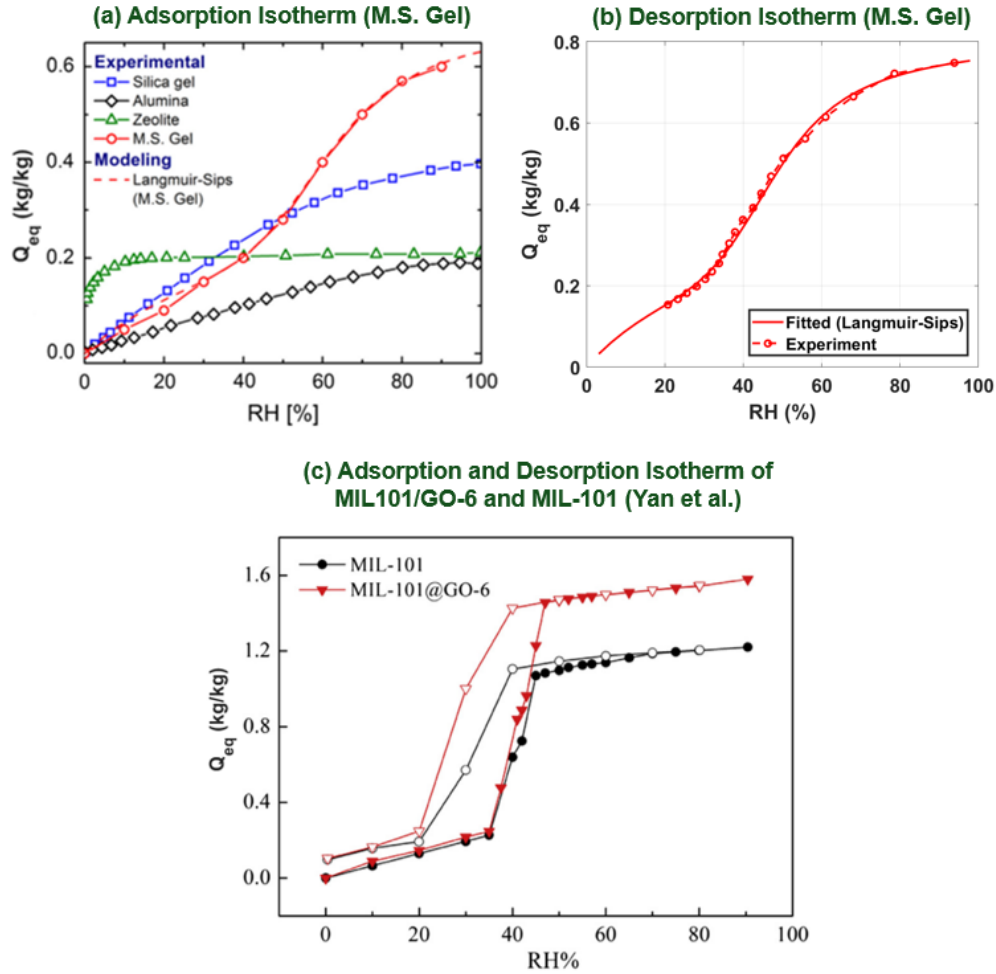 (a) Adsorption Isotherm (M.S. Gel)
Experimental
Silica gel
Alumina
Zeolite
M.S. Gel
Modeling
Langmuir-Sips
(M.S. Gel)
Q_eq (kg/kg)
0.6
0.4
0.2
0.0
0 20 40 60 80 100
RH [%]
(b) Desorption Isotherm (M.S. Gel)
Q_eq (kg/kg)
0.8
0.6
0.4
0.2
0
20 40 60 80 100
RH (%)
Fitted (Langmuir-Sips)
Experiment
(c) Adsorption and Desorption Isotherm of
MIL101/GO-6 and MIL-101 (Yan et al.)
MIL-101
MIL-101@GO-6
Q_eq (kg/kg)
1.6
1.2
0.8
0.4
0.0
0 20 40 60 80 100
RH%